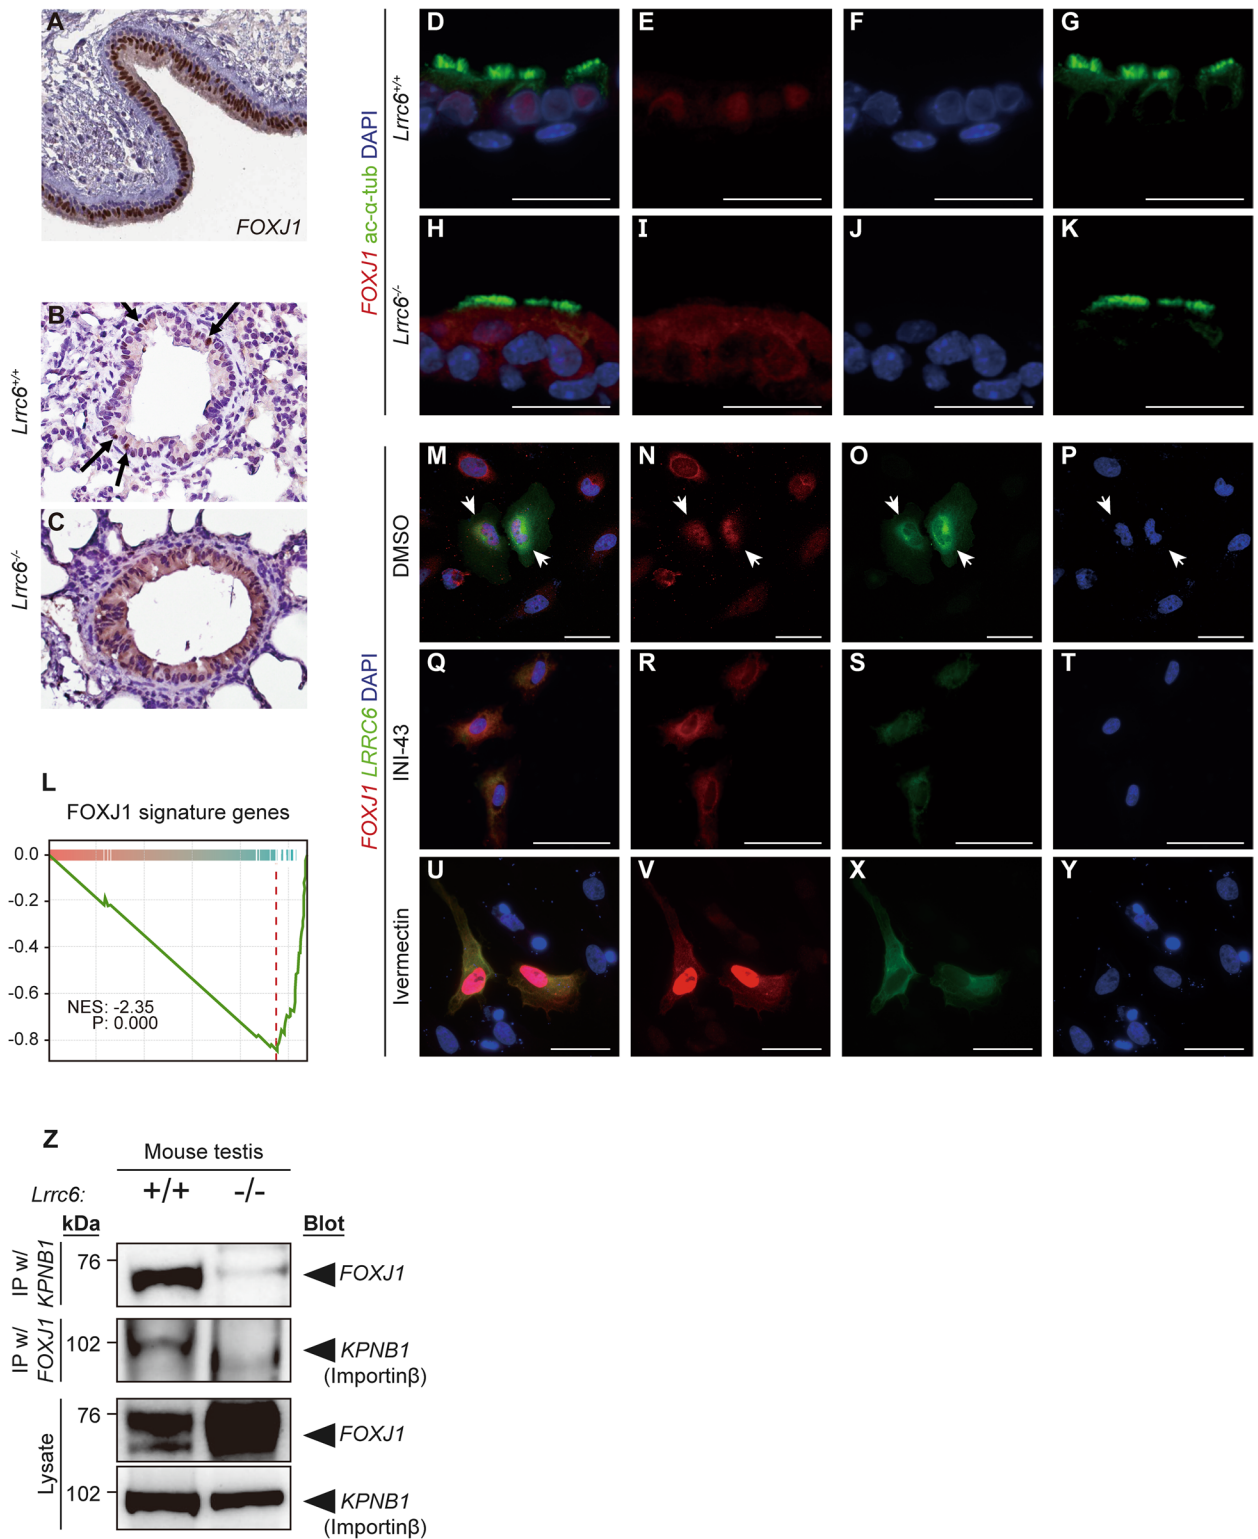 A
FOXJ1
B
Lrrc6+/+
C
Lrrc6-/-
FOXJ1 ac-α-tub DAPI
Lrrc6+/+
D
E
F
G
Lrrc6-/-
H
I
J
K
L
FOXJ1 signature genes
0.0
-0.2
-0.4
-0.6
-0.8
NES: -2.35
P: 0.000
FOXJ1 LRRC6 DAPI
DMSO
M
N
O
P
INI-43
Q
R
S
T
Ivermectin
U
V
X
Y
Z
Mouse testis
Lrrc6: +/+ -/-
kDa Blot
IP w/
KPNB1
76
FOXJ1
IP w/
FOXJ1
102
KPNB1
(Importinβ)
Lysate
76
FOXJ1
102
KPNB1
(Importinβ)